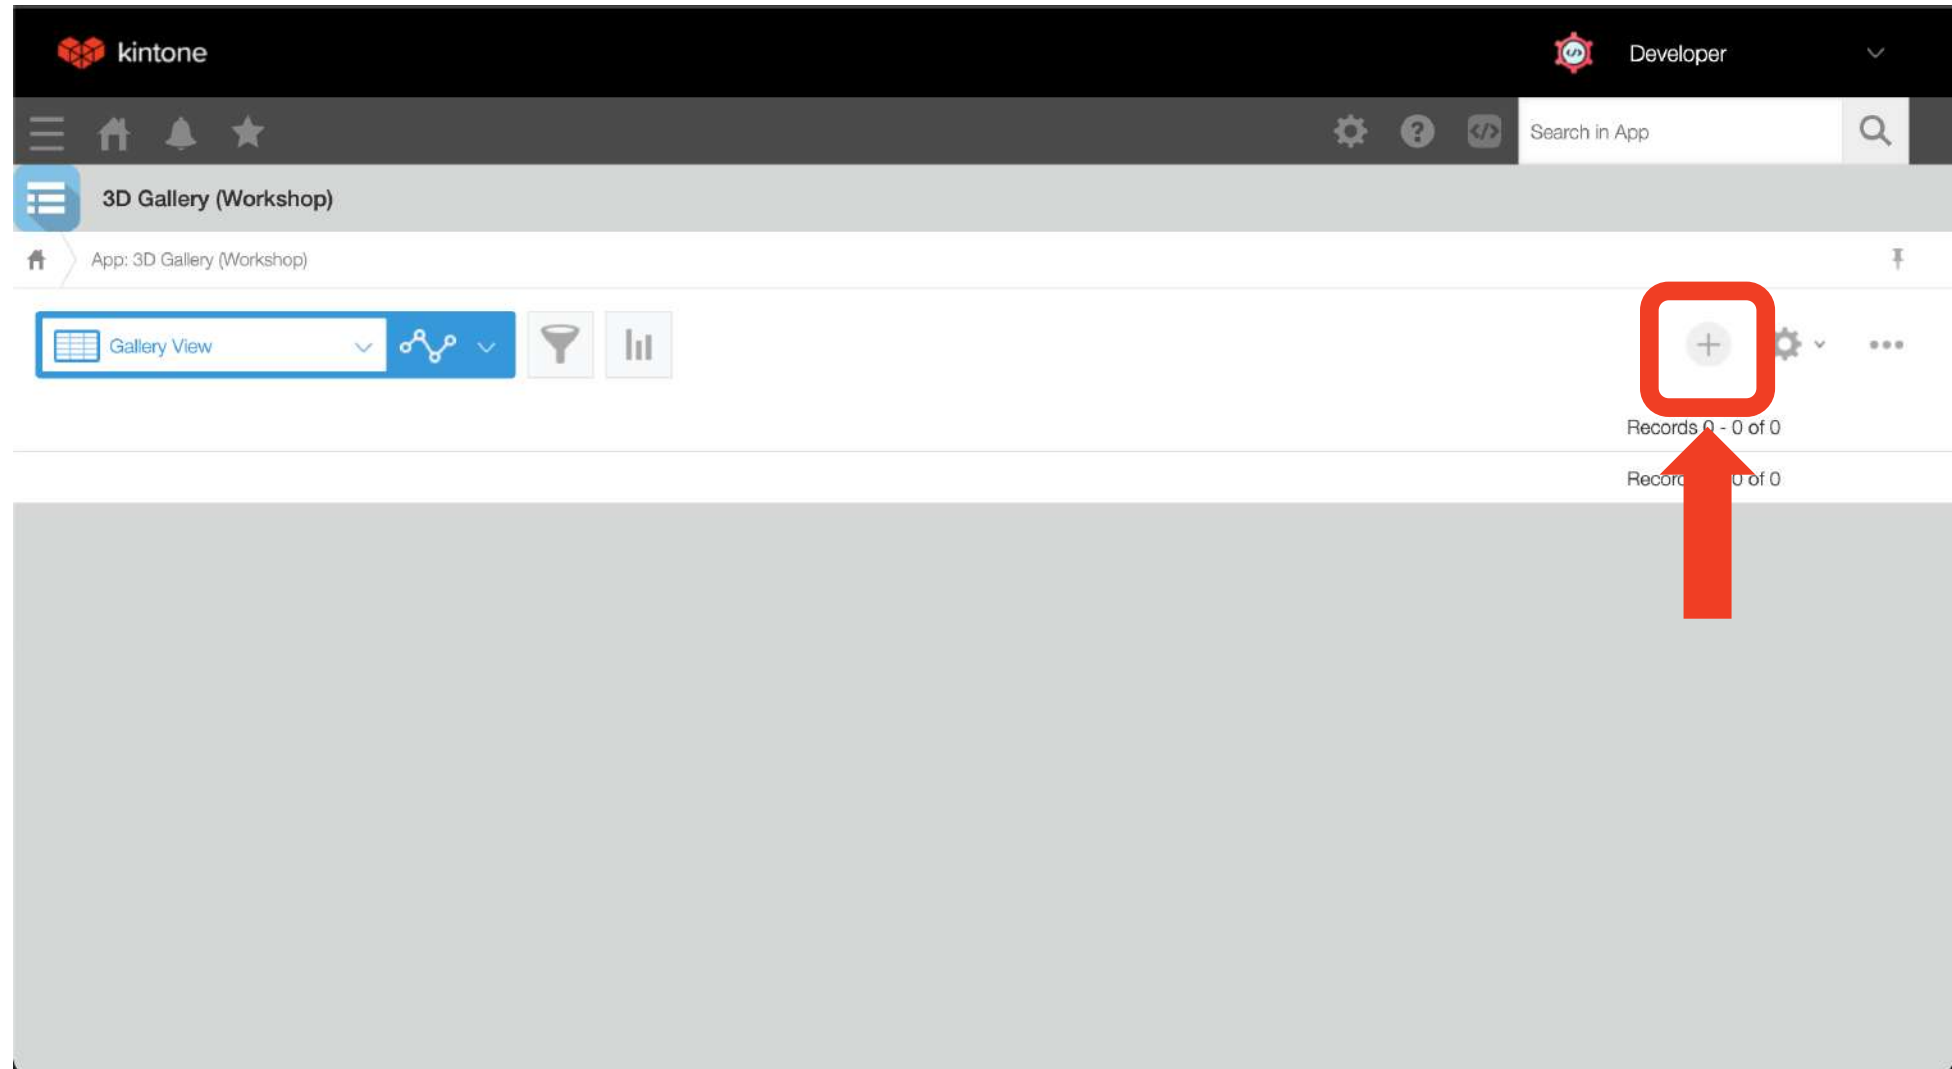 kintone
Developer
Search in App
3D Gallery (Workshop)
App: 3D Gallery (Workshop)
Gallery View
Records 0 - 0 of 0
of 0